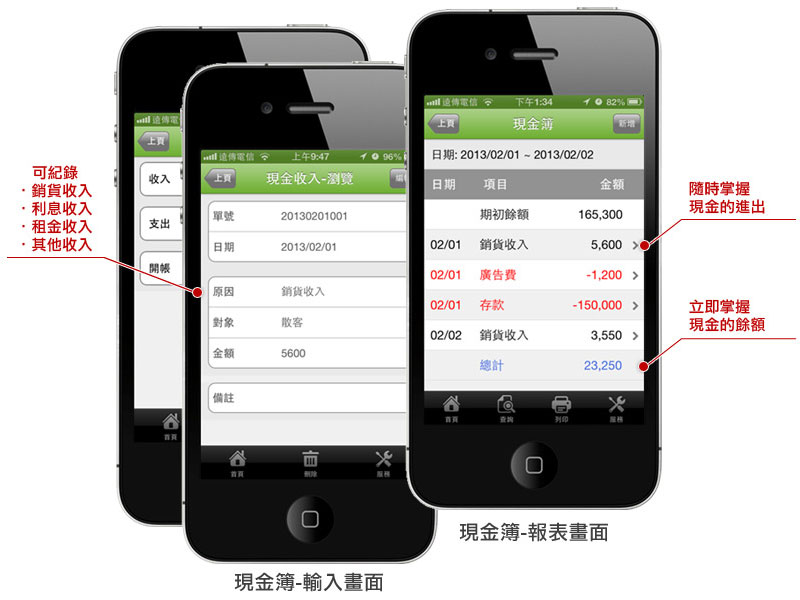 可紀錄
·銷貨收入
·利息收入
·租金收入
·其他收入
遠傳電信
上頁
收入
支出
開帳
首頁
遠傳電信 上午9:47 96%
上頁 現金收入-瀏覽
單號 20130201001
日期 2013/02/01
原因 銷貨收入
對象 散客
金額 5600
備註
首頁 刪除 服務
現金簿-輸入畫面
遠傳電信 下午1:34 82%
上頁 現金簿 新增
日期: 2013/02/01 ~ 2013/02/02
日期 項目 金額
期初餘額 165,300
02/01 銷貨收入 5,600
02/01 廣告費 -1,200
02/01 存款 -150,000
02/02 銷貨收入 3,550
總計 23,250
首頁 查詢 列印 服務
現金簿-報表畫面
隨時掌握
現金的進出
立即掌握
現金的餘額